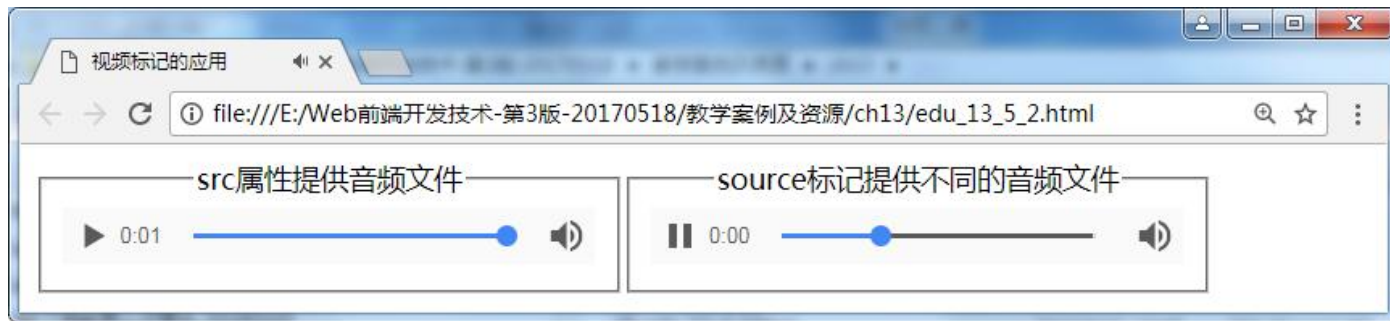 视频标记的应用
file:///E:/Web前端开发技术-第3版-20170518/教学案例及资源/ch13/edu_13_5_2.html
src属性提供音频文件
source标记提供不同的音频文件
0:01
0:00